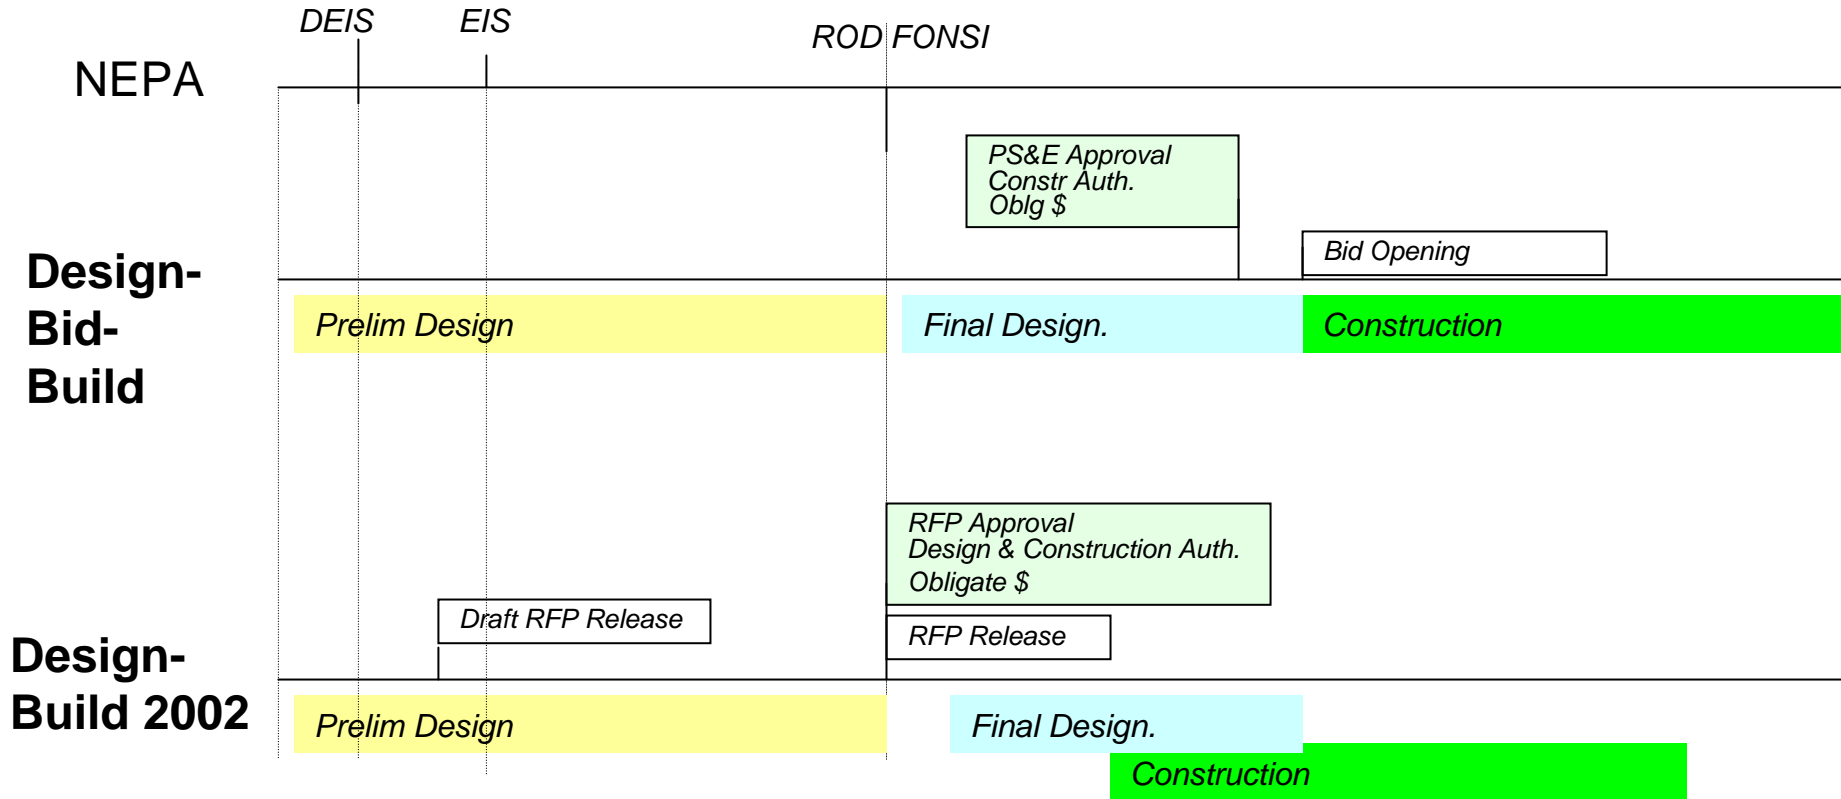 DEIS
EIS
ROD FONSI
NEPA
PS&E Approval
Constr Auth.
Oblg $
Bid Opening
Design-
Bid-
Build
Prelim Design
Final Design.
Construction
RFP Approval
Design & Construction Auth.
Obligate $
Draft RFP Release
RFP Release
Design-
Build 2002
Prelim Design
Final Design.
Construction